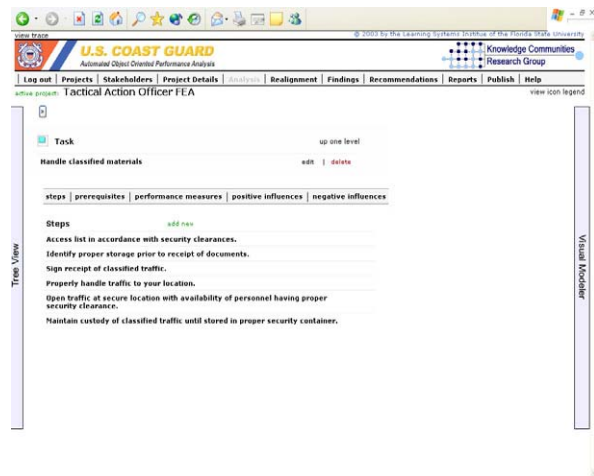 view trace
© 2003 by the Learning Systems Institue of the Florida State University
U.S. COAST GUARD
Automated Object Oriented Performance Analysis
Knowledge Communities
Research Group
| Log out | Projects | Stakeholders | Project Details | Analysis | Realignment | Findings | Recommendations | Reports | Publish | Help
active project: Tactical Action Officer FEA
view icon legend
Task
up one level
Handle classified materials
edit | delete
steps | prerequisites | performance measures | positive influences | negative influences
Steps
add new
Access list in accordance with security clearances.
Identify proper storage prior to receipt of documents.
Sign receipt of classified traffic.
Properly handle traffic to your location.
Open traffic at secure location with availability of personnel having proper
security clearance.
Maintain custody of classified traffic until stored in proper security container.
Tree View
Visual Modeler